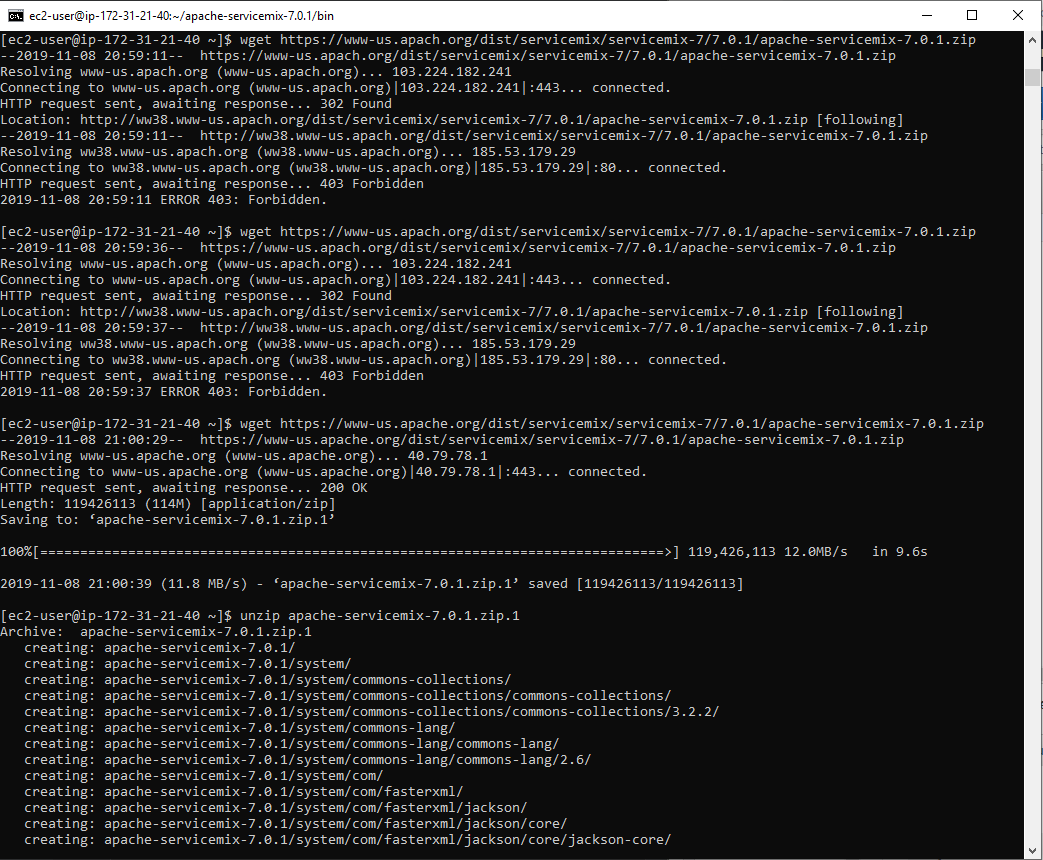 ec2-user@ip-172-31-21-40:~/apache-servicemix-7.0.1/bin
[ec2-user@ip-172-31-21-40 ~]$ wget https://www-us.apach.org/dist/servicemix/servicemix-7/7.0.1/apache-servicemix-7.0.1.zip
--2019-11-08 20:59:11--  https://www-us.apach.org/dist/servicemix/servicemix-7/7.0.1/apache-servicemix-7.0.1.zip
Resolving www-us.apach.org (www-us.apach.org)... 103.224.182.241
Connecting to www-us.apach.org (www-us.apach.org)|103.224.182.241|:443... connected.
HTTP request sent, awaiting response... 302 Found
Location: http://ww38.www-us.apach.org/dist/servicemix/servicemix-7/7.0.1/apache-servicemix-7.0.1.zip [following]
--2019-11-08 20:59:11--  http://ww38.www-us.apach.org/dist/servicemix/servicemix-7/7.0.1/apache-servicemix-7.0.1.zip
Resolving ww38.www-us.apach.org (ww38.www-us.apach.org)... 185.53.179.29
Connecting to ww38.www-us.apach.org (ww38.www-us.apach.org)|185.53.179.29|:80... connected.
HTTP request sent, awaiting response... 403 Forbidden
2019-11-08 20:59:11 ERROR 403: Forbidden.
[ec2-user@ip-172-31-21-40 ~]$ wget https://www-us.apach.org/dist/servicemix/servicemix-7/7.0.1/apache-servicemix-7.0.1.zip
--2019-11-08 20:59:36--  https://www-us.apach.org/dist/servicemix/servicemix-7/7.0.1/apache-servicemix-7.0.1.zip
Resolving www-us.apach.org (www-us.apach.org)... 103.224.182.241
Connecting to www-us.apach.org (www-us.apach.org)|103.224.182.241|:443... connected.
HTTP request sent, awaiting response... 302 Found
Location: http://ww38.www-us.apach.org/dist/servicemix/servicemix-7/7.0.1/apache-servicemix-7.0.1.zip [following]
--2019-11-08 20:59:37--  http://ww38.www-us.apach.org/dist/servicemix/servicemix-7/7.0.1/apache-servicemix-7.0.1.zip
Resolving ww38.www-us.apach.org (ww38.www-us.apach.org)... 185.53.179.29
Connecting to ww38.www-us.apach.org (ww38.www-us.apach.org)|185.53.179.29|:80... connected.
HTTP request sent, awaiting response... 403 Forbidden
2019-11-08 20:59:37 ERROR 403: Forbidden.
[ec2-user@ip-172-31-21-40 ~]$ wget https://www-us.apache.org/dist/servicemix/servicemix-7/7.0.1/apache-servicemix-7.0.1.zip
--2019-11-08 21:00:29--  https://www-us.apache.org/dist/servicemix/servicemix-7/7.0.1/apache-servicemix-7.0.1.zip
Resolving www-us.apache.org (www-us.apache.org)... 40.79.78.1
Connecting to www-us.apache.org (www-us.apache.org)|40.79.78.1|:443... connected.
HTTP request sent, awaiting response... 200 OK
Length: 119426113 (114M) [application/zip]
Saving to: ‘apache-servicemix-7.0.1.zip.1’
100%[==============================================================================>] 119,426,113 12.0MB/s   in 9.6s
2019-11-08 21:00:39 (11.8 MB/s) - ‘apache-servicemix-7.0.1.zip.1’ saved [119426113/119426113]
[ec2-user@ip-172-31-21-40 ~]$ unzip apache-servicemix-7.0.1.zip.1
Archive:  apache-servicemix-7.0.1.zip.1
   creating: apache-servicemix-7.0.1/
   creating: apache-servicemix-7.0.1/system/
   creating: apache-servicemix-7.0.1/system/commons-collections/
   creating: apache-servicemix-7.0.1/system/commons-collections/commons-collections/
   creating: apache-servicemix-7.0.1/system/commons-collections/commons-collections/3.2.2/
   creating: apache-servicemix-7.0.1/system/commons-lang/
   creating: apache-servicemix-7.0.1/system/commons-lang/commons-lang/
   creating: apache-servicemix-7.0.1/system/commons-lang/commons-lang/2.6/
   creating: apache-servicemix-7.0.1/system/com/
   creating: apache-servicemix-7.0.1/system/com/fasterxml/
   creating: apache-servicemix-7.0.1/system/com/fasterxml/jackson/
   creating: apache-servicemix-7.0.1/system/com/fasterxml/jackson/core/
   creating: apache-servicemix-7.0.1/system/com/fasterxml/jackson/core/jackson-core/